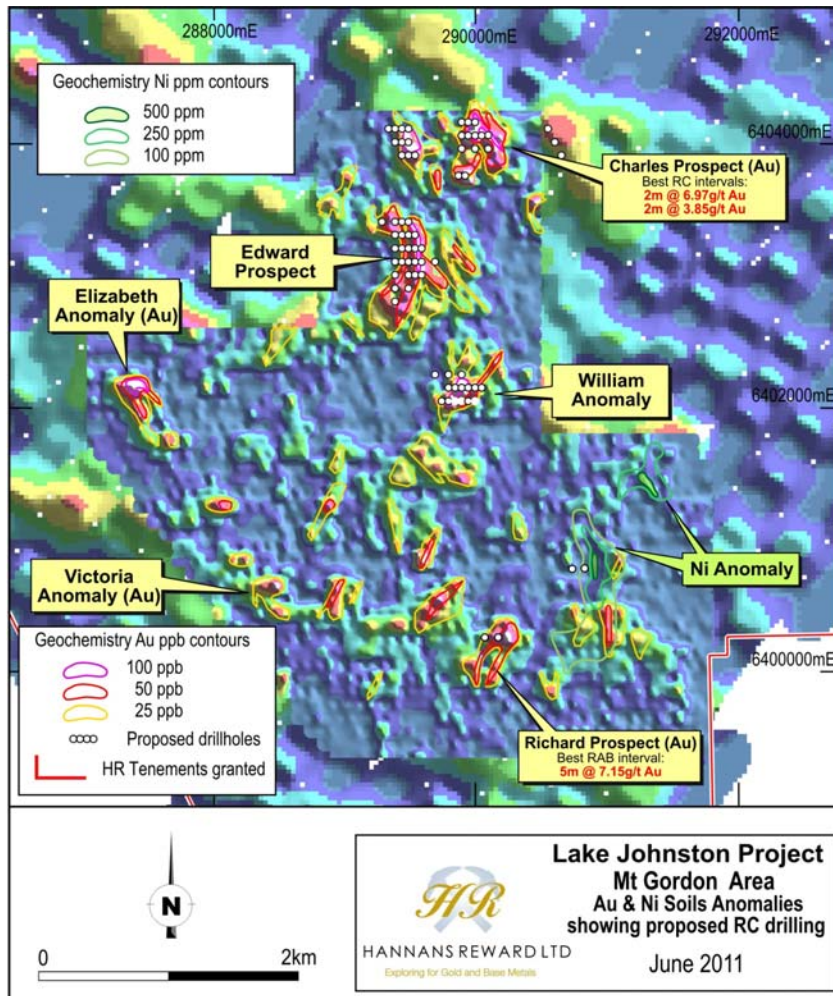 288000mE
290000mE
292000mE
Geochemistry Ni ppm contours
500 ppm
250 ppm
100 ppm
6404000mE
Charles Prospect (Au)
Best RC intervals:
2m @ 6.97g/t Au
2m @ 3.85g/t Au
Edward
Prospect
Elizabeth
Anomaly (Au)
William
Anomaly
6402000mE
Ni Anomaly
Victoria
Anomaly (Au)
Geochemistry Au ppb contours
100 ppb
50 ppb
25 ppb
Proposed drillholes
HR Tenements granted
6400000mE
Richard Prospect (Au)
Best RAB interval:
5m @ 7.15g/t Au
N
0 2km
HR
HANNANS REWARD LTD
Exploring for Gold and Base Metals
Lake Johnston Project
Mt Gordon Area
Au & Ni Soils Anomalies
showing proposed RC drilling
June 2011